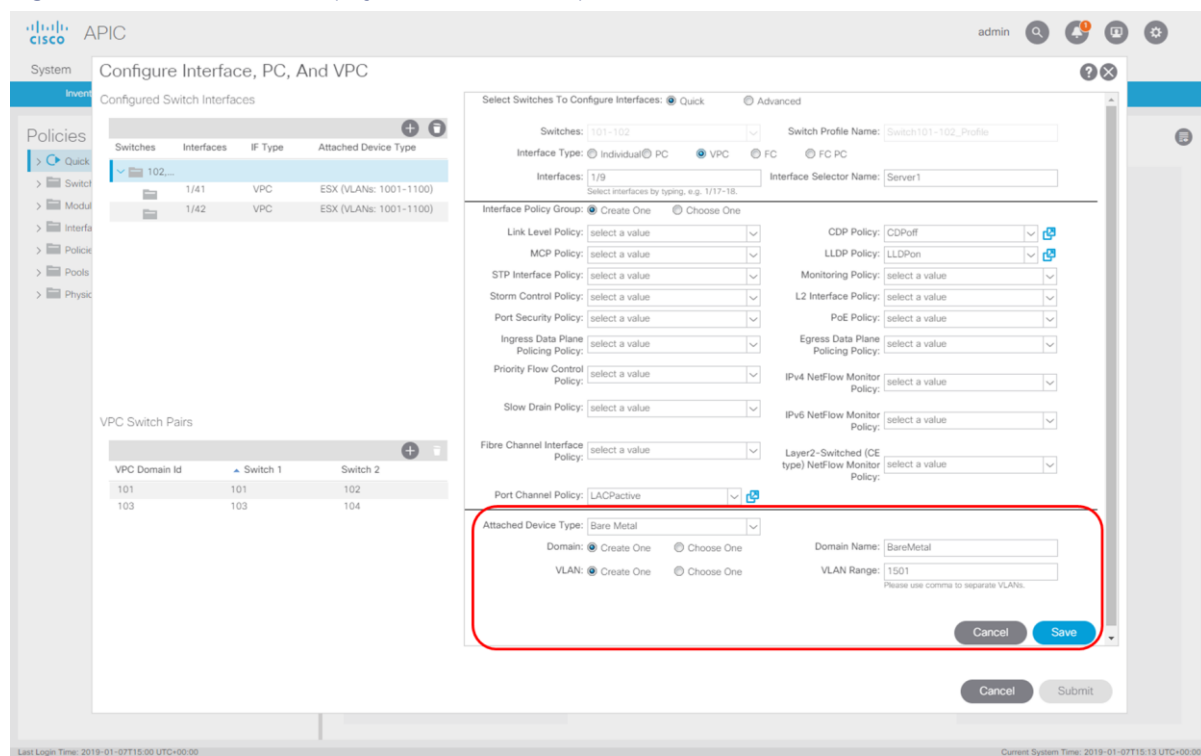 CISCO
APIC
admin
System
Configure Interface, PC, And VPC
Invent
Configured Switch Interfaces
Select Switches To Configure Interfaces: Quick Advanced
Policies
Switches: 101-102
Switch Profile Name: Switch101-102_Profile
Switches Interfaces IF Type Attached Device Type
Interface Type: Individual PC VPC FC FC PC
Quick
102,...
Interfaces: 1/9
Interface Selector Name: Server1
Select interfaces by typing, e.g. 1/17-18.
Switch
1/41 VPC ESX (VLANs: 1001-1100)
Modul
1/42 VPC ESX (VLANs: 1001-1100)
Interface Policy Group: Create One Choose One
Interfa
Link Level Policy: select a value
CDP Policy: CDPoff
Policie
MCP Policy: select a value
LLDP Policy: LLDPon
Pools
STP Interface Policy: select a value
Monitoring Policy: select a value
Physic
Storm Control Policy: select a value
L2 Interface Policy: select a value
Port Security Policy: select a value
PoE Policy: select a value
Ingress Data Plane
Policing Policy: select a value
Egress Data Plane
Policing Policy: select a value
Priority Flow Control
Policy: select a value
IPv4 NetFlow Monitor
Policy: select a value
Slow Drain Policy: select a value
IPv6 NetFlow Monitor
Policy: select a value
VPC Switch Pairs
Fibre Channel Interface
Policy: select a value
Layer2-Switched (CE
type) NetFlow Monitor
Policy: select a value
VPC Domain Id Switch 1 Switch 2
101 101 102
103 103 104
Port Channel Policy: LACPactive
Attached Device Type: Bare Metal
Domain: Create One Choose One
Domain Name: BareMetal
VLAN: Create One Choose One
VLAN Range: 1501
Please use comma to separate VLANs.
Cancel Save
Cancel Submit
Last Login Time: 2019-01-07T15:00 UTC+00:00
Current System Time: 2019-01-07T15:13 UTC+00:00